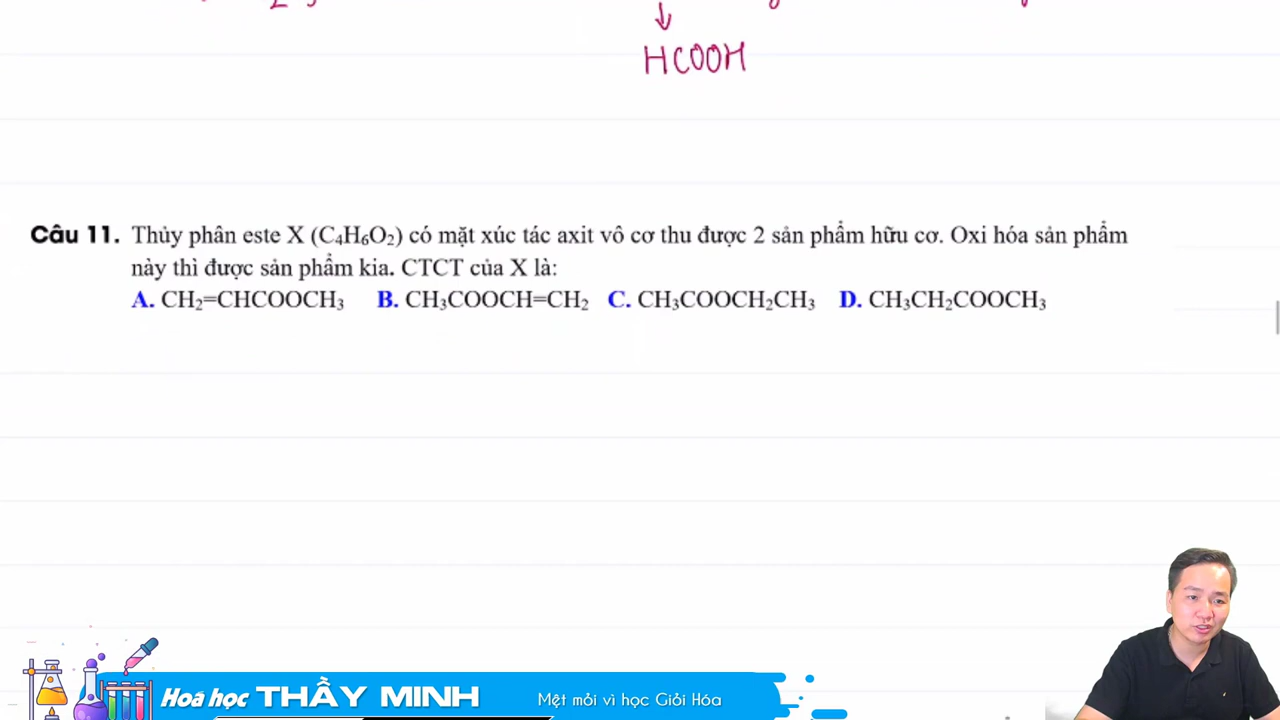 HCOOH
Câu 11. Thủy phân este X (C₄H₆O₂) có mặt xúc tác axit vô cơ thu được 2 sản phẩm hữu cơ. Oxi hóa sản phẩm
này thì được sản phẩm kia. CTCT của X là:
A. CH₂=CHCOOCH₃ B. CH₃COOCH=CH₂ C. CH₃COOCH₂CH₃ D. CH₃CH₂COOCH₃
Hoá học THẦY MINH Mệt mỏi vì học Giỏi Hóa